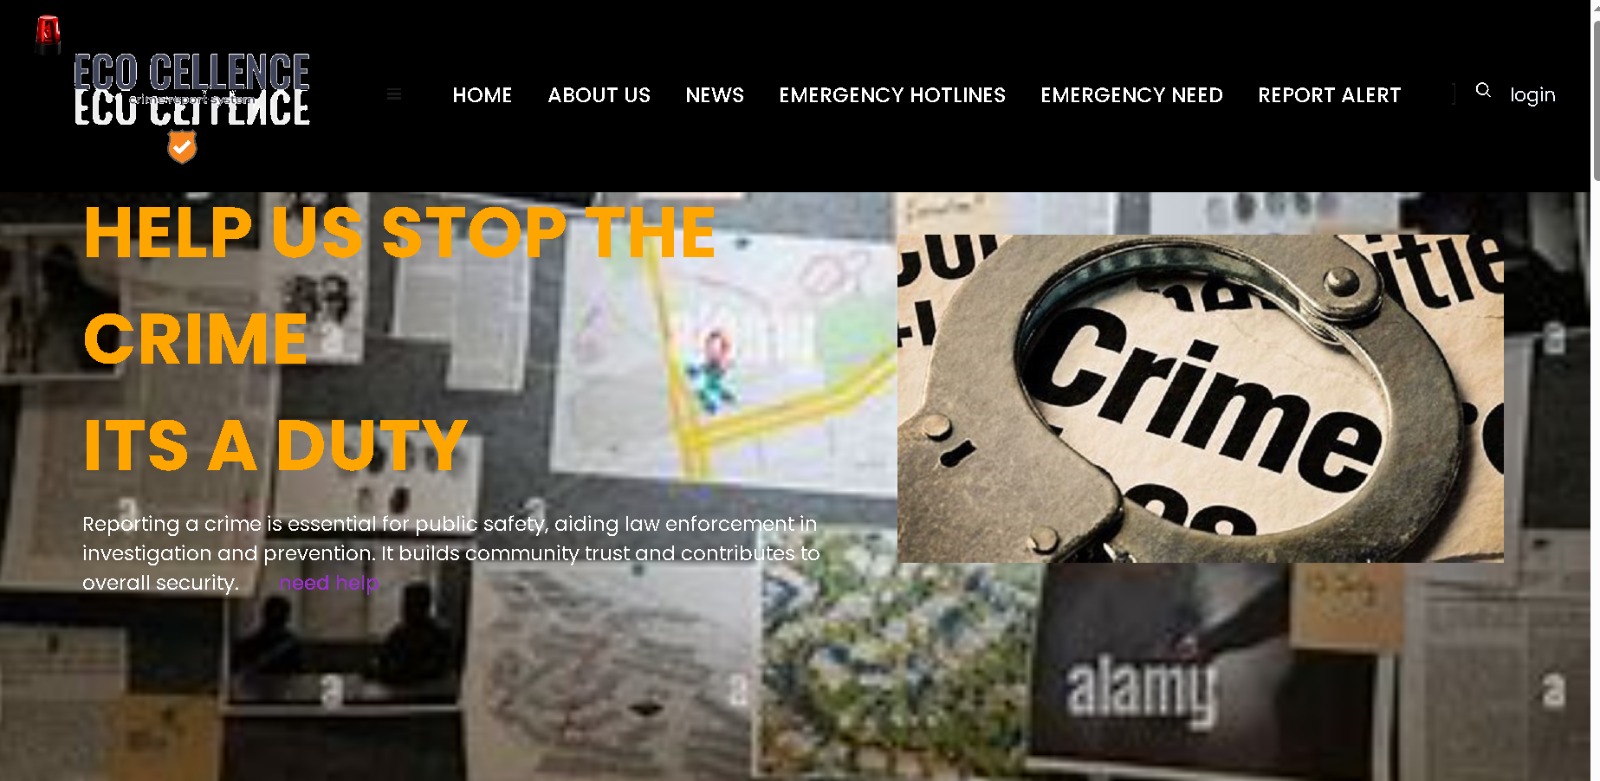 ECO CELLENCE
crime report system
HOME ABOUT US NEWS EMERGENCY HOTLINES EMERGENCY NEED REPORT ALERT login
HELP US STOP THE
CRIME
ITS A DUTY
Reporting a crime is essential for public safety, aiding law enforcement in
investigation and prevention. It builds community trust and contributes to
overall security. need help
Crime
alamy
a
a
a
a
a
a
a